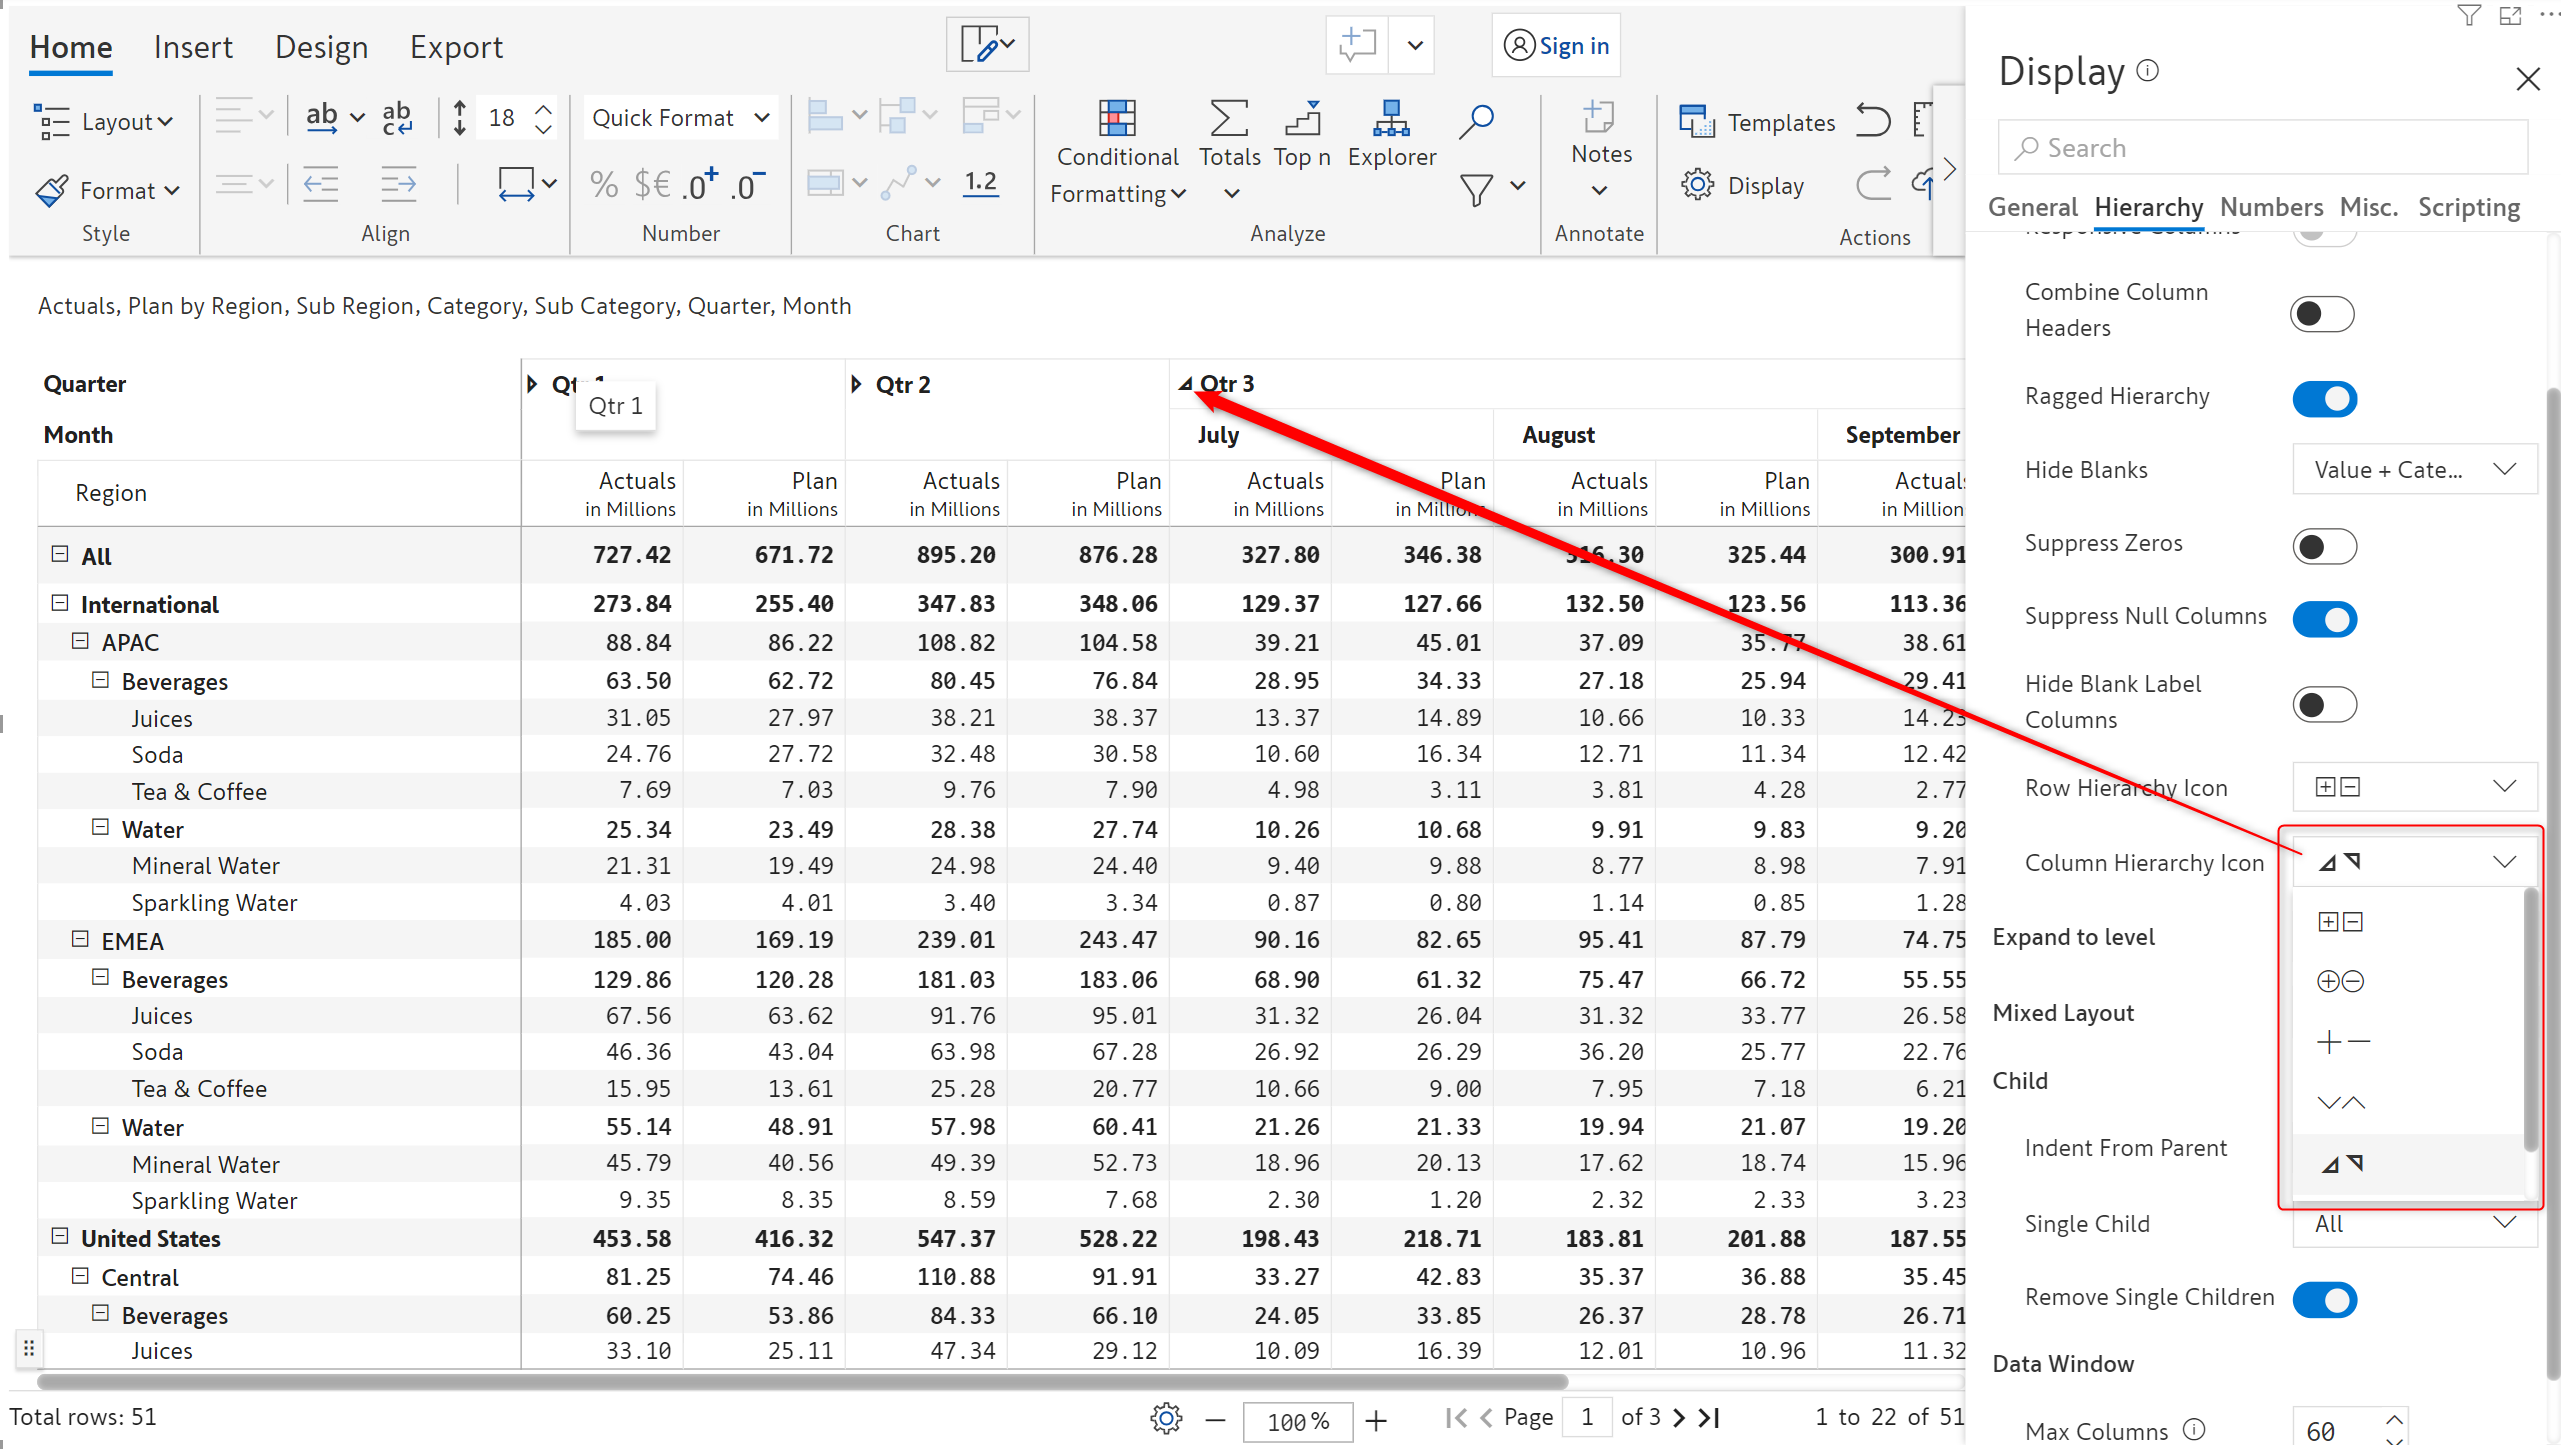 Home Insert Design Export
Sign in
Layout
Format
Style
ab
ab
c
18
Align
Quick Format
% $€ .0+ .0-
Number
1.2
Chart
Conditional Formatting
Totals
Top n
Explorer
Analyze
Notes
Annotate
Templates
Display
Actions
Actuals, Plan by Region, Sub Region, Category, Sub Category, Quarter, Month
Quarter Qtr 1 Qtr 2 Qtr 3
Qtr 1
Month July August September
Region Actuals Plan Actuals Plan Actuals Plan Actuals Plan Actuals
in Millions in Millions in Millions in Millions in Millions in Millions in Millions in Millions in Million
All 727.42 671.72 895.20 876.28 327.80 346.38 316.30 325.44 300.91
International 273.84 255.40 347.83 348.06 129.37 127.66 132.50 123.56 113.36
APAC 88.84 86.22 108.82 104.58 39.21 45.01 37.09 35.77 38.61
Beverages 63.50 62.72 80.45 76.84 28.95 34.33 27.18 25.94 29.41
Juices 31.05 27.97 38.21 38.37 13.37 14.89 10.66 10.33 14.23
Soda 24.76 27.72 32.48 30.58 10.60 16.34 12.71 11.34 12.42
Tea & Coffee 7.69 7.03 9.76 7.90 4.98 3.11 3.81 4.28 2.77
Water 25.34 23.49 28.38 27.74 10.26 10.68 9.91 9.83 9.20
Mineral Water 21.31 19.49 24.98 24.40 9.40 9.88 8.77 8.98 7.91
Sparkling Water 4.03 4.01 3.40 3.34 0.87 0.80 1.14 0.85 1.28
EMEA 185.00 169.19 239.01 243.47 90.16 82.65 95.41 87.79 74.75
Beverages 129.86 120.28 181.03 183.06 68.90 61.32 75.47 66.72 55.55
Juices 67.56 63.62 91.76 95.01 31.32 26.04 31.32 33.77 26.58
Soda 46.36 43.04 63.98 67.28 26.92 26.29 36.20 25.77 22.76
Tea & Coffee 15.95 13.61 25.28 20.77 10.66 9.00 7.95 7.18 6.21
Water 55.14 48.91 57.98 60.41 21.26 21.33 19.94 21.07 19.20
Mineral Water 45.79 40.56 49.39 52.73 18.96 20.13 17.62 18.74 15.96
Sparkling Water 9.35 8.35 8.59 7.68 2.30 1.20 2.32 2.33 3.23
United States 453.58 416.32 547.37 528.22 198.43 218.71 183.81 201.88 187.55
Central 81.25 74.46 110.88 91.91 33.27 42.83 35.37 36.88 35.45
Beverages 60.25 53.86 84.33 66.10 24.05 33.85 26.37 28.78 26.71
Juices 33.10 25.11 47.34 29.12 10.09 16.39 12.01 10.96 11.32
Total rows: 51
100 %
Page 1 of 3
1 to 22 of 51
Display
Search
General Hierarchy Numbers Misc. Scripting
Responsive Columns
Combine Column
Headers
Ragged Hierarchy
Hide Blanks Value + Cate...
Suppress Zeros
Suppress Null Columns
Hide Blank Label
Columns
Row Hierarchy Icon
Column Hierarchy Icon
Expand to level
Mixed Layout
Child
Indent From Parent
Single Child All
Remove Single Children
Data Window
Max Columns 60